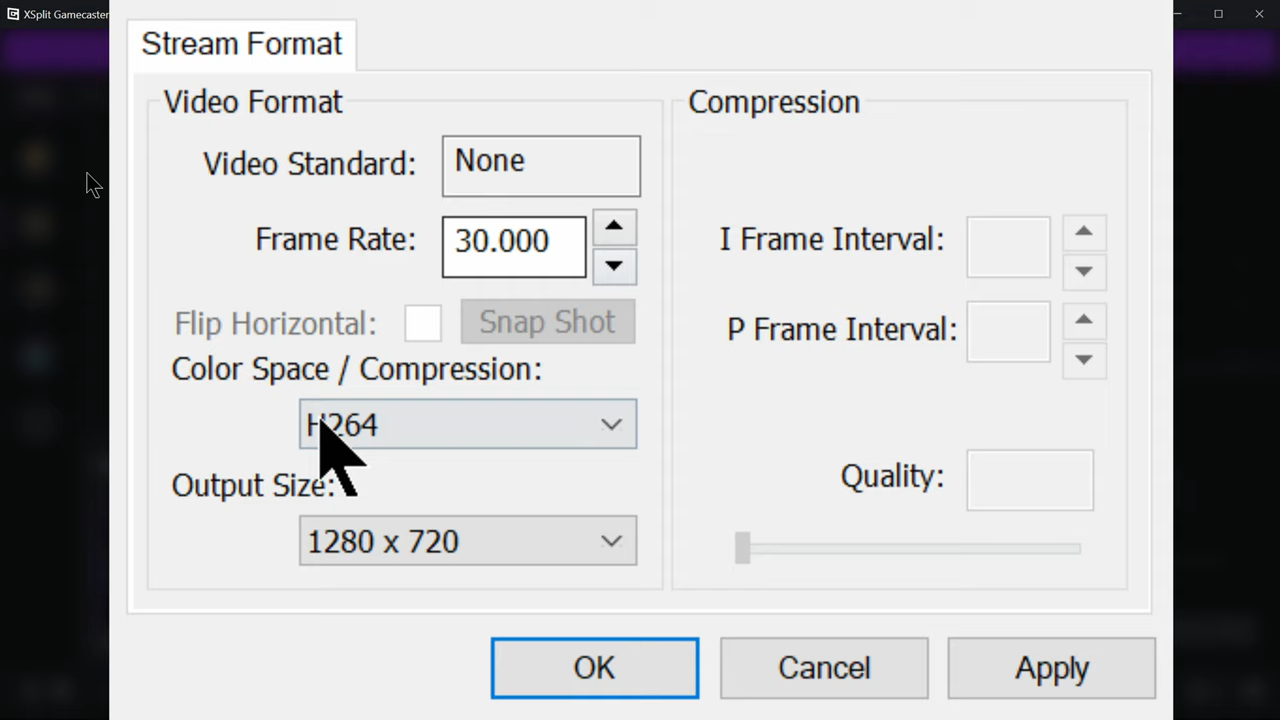 XSplit Gamecaster
Stream Format
Video Format
Video Standard: None
Frame Rate: 30.000
Flip Horizontal: Snap Shot
Color Space / Compression:
H264
Output Size:
1280 x 720
Compression
I Frame Interval:
P Frame Interval:
Quality:
OK Cancel Apply